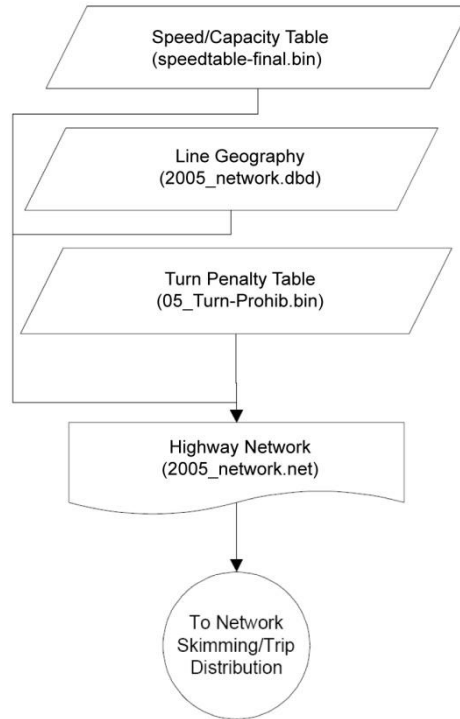 Speed/Capacity Table
(speedtable-final.bin)
Line Geography
(2005_network.dbd)
Turn Penalty Table
(05_Turn-Prohib.bin)
Highway Network
(2005_network.net)
To Network
Skimming/Trip
Distribution